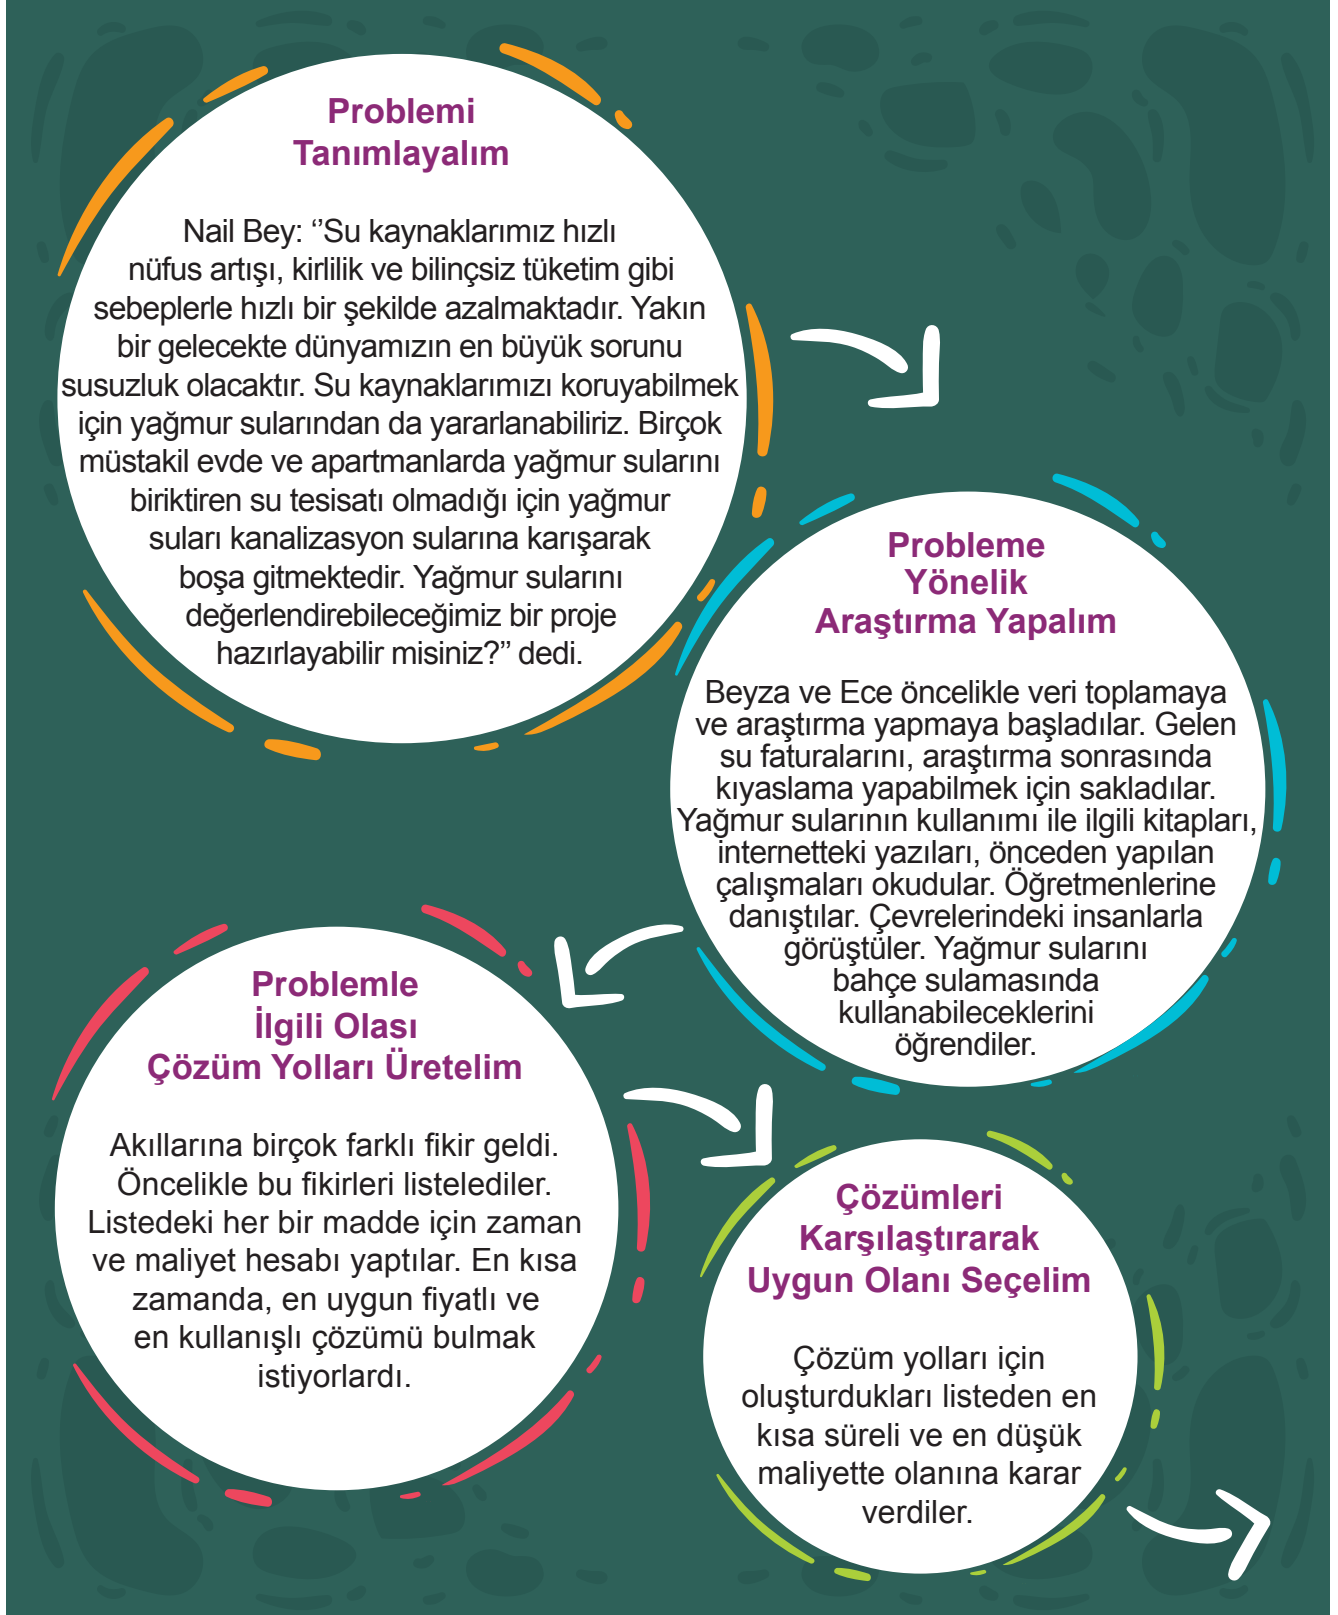 Problemi
Tanımlayalım
Nail Bey: ‘’Su kaynaklarımız hızlı
nüfus artışı, kirlilik ve bilinçsiz tüketim gibi
sebeplerle hızlı bir şekilde azalmaktadır. Yakın
bir gelecekte dünyamızın en büyük sorunu
susuzluk olacaktır. Su kaynaklarımızı koruyabilmek
için yağmur sularından da yararlanabiliriz. Birçok
müstakil evde ve apartmanlarda yağmur sularını
biriktiren su tesisatı olmadığı için yağmur
suları kanalizasyon sularına karışarak
boşa gitmektedir. Yağmur sularını
değerlendirebileceğimiz bir proje
hazırlayabilir misiniz?’’ dedi.
Probleme
Yönelik
Araştırma Yapalım
Beyza ve Ece öncelikle veri toplamaya
ve araştırma yapmaya başladılar. Gelen
su faturalarını, araştırma sonrasında
kıyaslama yapabilmek için sakladılar.
Yağmur sularının kullanımı ile ilgili kitapları,
internetteki yazıları, önceden yapılan
çalışmaları okudular. Öğretmenlerine
danıştılar. Çevrelerindeki insanlarla
görüştüler. Yağmur sularını
bahçe sulamasında
kullanabileceklerini
öğrendiler.
Problemle
İlgili Olası
Çözüm Yolları Üretelim
Akıllarına birçok farklı fikir geldi.
Öncelikle bu fikirleri listelediler.
Listedeki her bir madde için zaman
ve maliyet hesabı yaptılar. En kısa
zamanda, en uygun fiyatlı ve
en kullanışlı çözümü bulmak
istiyorlardı.
Çözümleri
Karşılaştırarak
Uygun Olanı Seçelim
Çözüm yolları için
oluşturdukları listeden en
kısa süreli ve en düşük
maliyette olanına karar
verdiler.